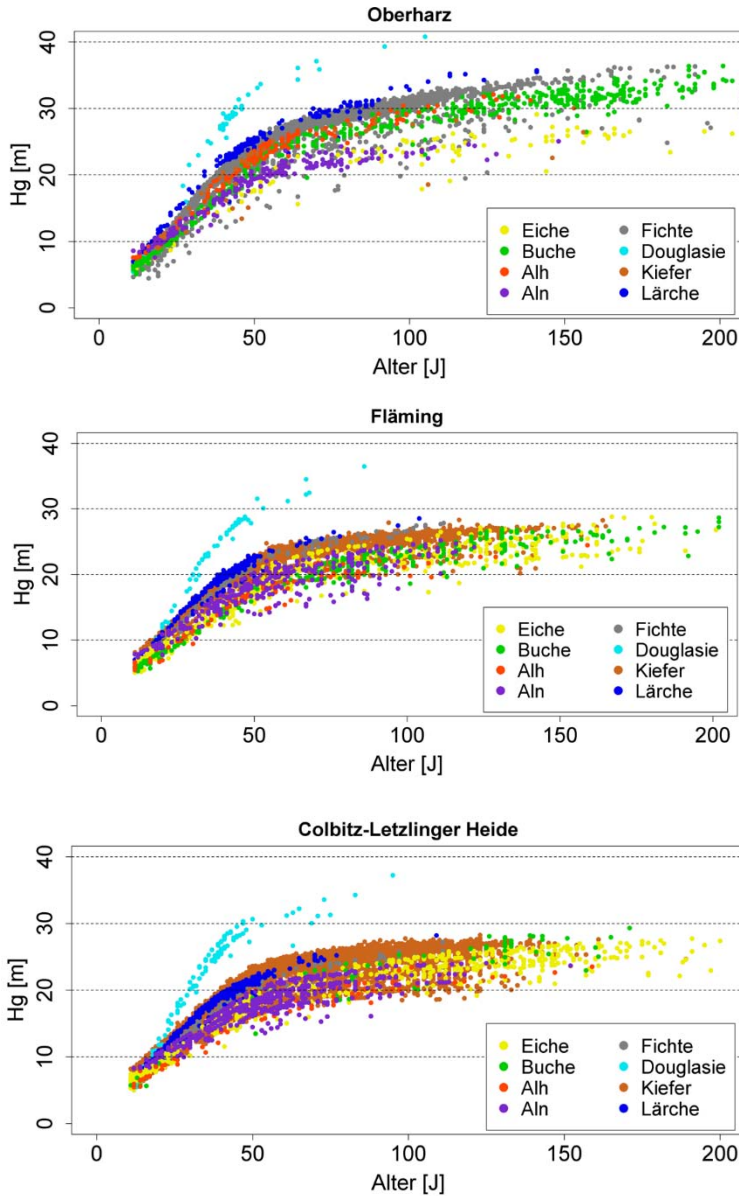 Oberharz
40
30
20
10
0
Hg [m]
Eiche Fichte
Buche Douglasie
Alh Kiefer
Aln Lärche
0 50 100 150 200
Alter [J]
Fläming
40
30
20
10
0
Hg [m]
Eiche Fichte
Buche Douglasie
Alh Kiefer
Aln Lärche
0 50 100 150 200
Alter [J]
Colbitz-Letzlinger Heide
40
30
20
10
0
Hg [m]
Eiche Fichte
Buche Douglasie
Alh Kiefer
Aln Lärche
0 50 100 150 200
Alter [J]